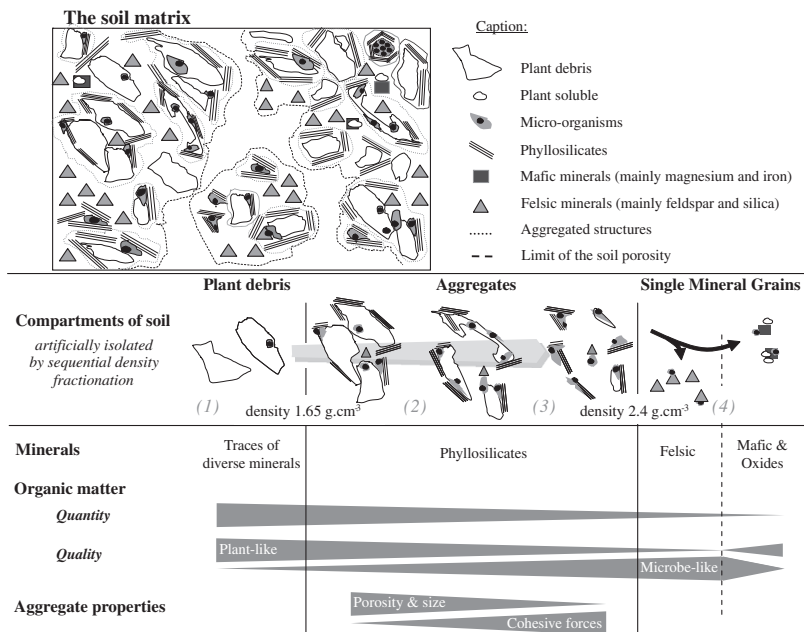 The soil matrix
Caption:
Plant debris
Plant soluble
Micro-organisms
Phyllosilicates
Mafic minerals (mainly magnesium and iron)
Felsic minerals (mainly feldspar and silica)
Aggregated structures
Limit of the soil porosity
Plant debris
Aggregates
Single Mineral Grains
Compartments of soil
artificially isolated
by sequential density
fractionation
(1)
density 1.65 g.cm-3
(2)
(3)
density 2.4 g.cm-3
(4)
Minerals
Traces of
diverse minerals
Phyllosilicates
Felsic
Mafic &
Oxides
Organic matter
Quantity
Quality
Plant-like
Microbe-like
Aggregate properties
Porosity & size
Cohesive forces